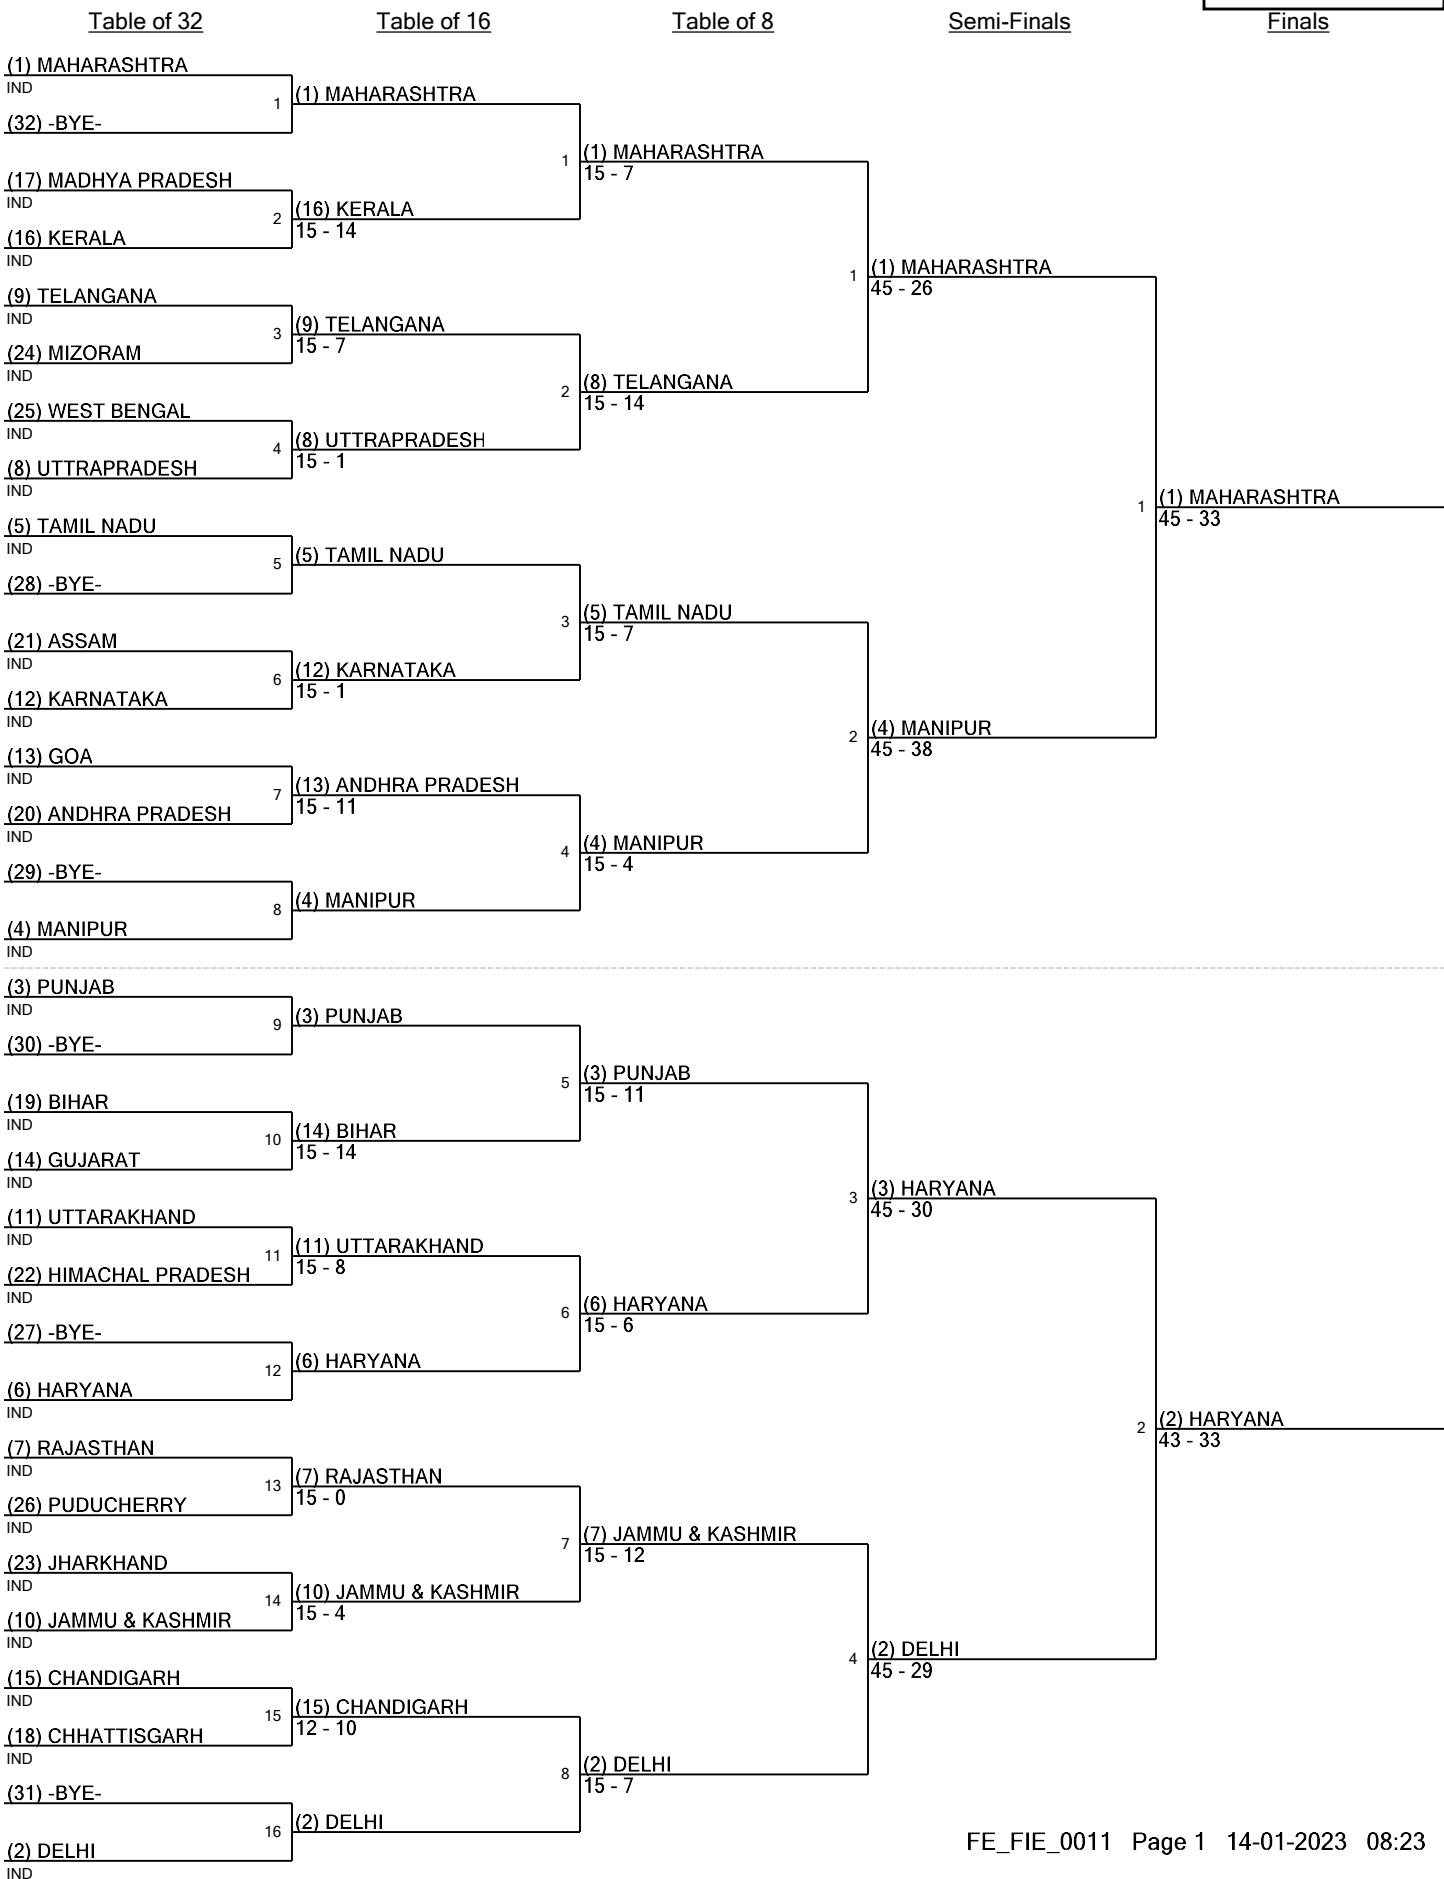 Table of 32 Table of 16 Table of 8 Semi-Finals Finals
(1) MAHARASHTRA
IND
1 (1) MAHARASHTRA
(32) -BYE-
1 (1) MAHARASHTRA
15 - 7
(17) MADHYA PRADESH
IND
2 (16) KERALA
15 - 14
(16) KERALA
IND
1 (1) MAHARASHTRA
45 - 26
(9) TELANGANA
IND
3 (9) TELANGANA
15 - 7
(24) MIZORAM
IND
2 (8) TELANGANA
15 - 14
(25) WEST BENGAL
IND
4 (8) UTTRAPRADESH
15 - 1
(8) UTTRAPRADESH
IND
1 (1) MAHARASHTRA
45 - 33
(5) TAMIL NADU
IND
5 (5) TAMIL NADU
(28) -BYE-
3 (5) TAMIL NADU
15 - 7
(21) ASSAM
IND
6 (12) KARNATAKA
15 - 1
(12) KARNATAKA
IND
2 (4) MANIPUR
45 - 38
(13) GOA
IND
7 (13) ANDHRA PRADESH
15 - 11
(20) ANDHRA PRADESH
IND
4 (4) MANIPUR
15 - 4
(29) -BYE-
8 (4) MANIPUR
(4) MANIPUR
IND
(3) PUNJAB
IND
9 (3) PUNJAB
(30) -BYE-
5 (3) PUNJAB
15 - 11
(19) BIHAR
IND
10 (14) BIHAR
15 - 14
(14) GUJARAT
IND
3 (3) HARYANA
45 - 30
(11) UTTARAKHAND
IND
11 (11) UTTARAKHAND
15 - 8
(22) HIMACHAL PRADESH
IND
6 (6) HARYANA
15 - 6
(27) -BYE-
12 (6) HARYANA
(6) HARYANA
IND
2 (2) HARYANA
43 - 33
(7) RAJASTHAN
IND
13 (7) RAJASTHAN
15 - 0
(26) PUDUCHERRY
IND
7 (7) JAMMU & KASHMIR
15 - 12
(23) JHARKHAND
IND
14 (10) JAMMU & KASHMIR
15 - 4
(10) JAMMU & KASHMIR
IND
4 (2) DELHI
45 - 29
(15) CHANDIGARH
IND
15 (15) CHANDIGARH
12 - 10
(18) CHHATTISGARH
IND
8 (2) DELHI
15 - 7
(31) -BYE-
16 (2) DELHI
(2) DELHI
IND
FE_FIE_0011 Page 1 14-01-2023 08:23